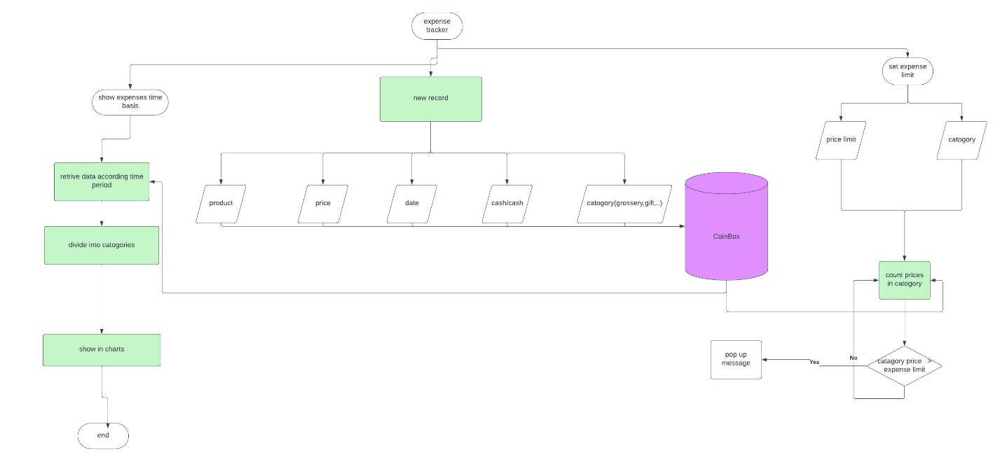 expense
tracker
set expense
limit
show expenses time
basis
new record
price limit
catogory
retrive data according time
period
product
price
date
cash/cash
catogory(grossery,gift,..)
CoinBox
divide into catogories
count prices
in catogory
show in charts
pop up
message
Yes
No
catagory price >
expense limit
end